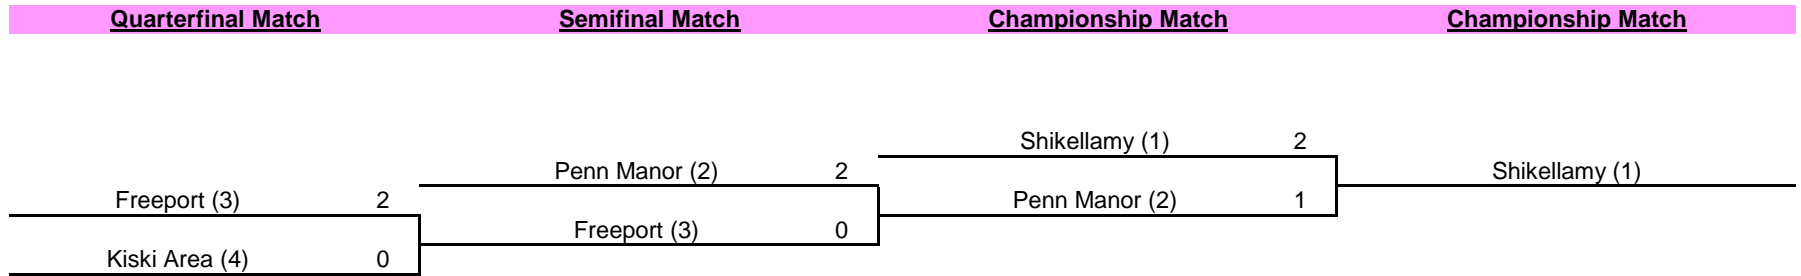 Quarterfinal Match Semifinal Match Championship Match Championship Match
Shikellamy (1) 2
Penn Manor (2) 2 Shikellamy (1)
Freeport (3) 2 Penn Manor (2) 1
Freeport (3) 0
Kiski Area (4) 0